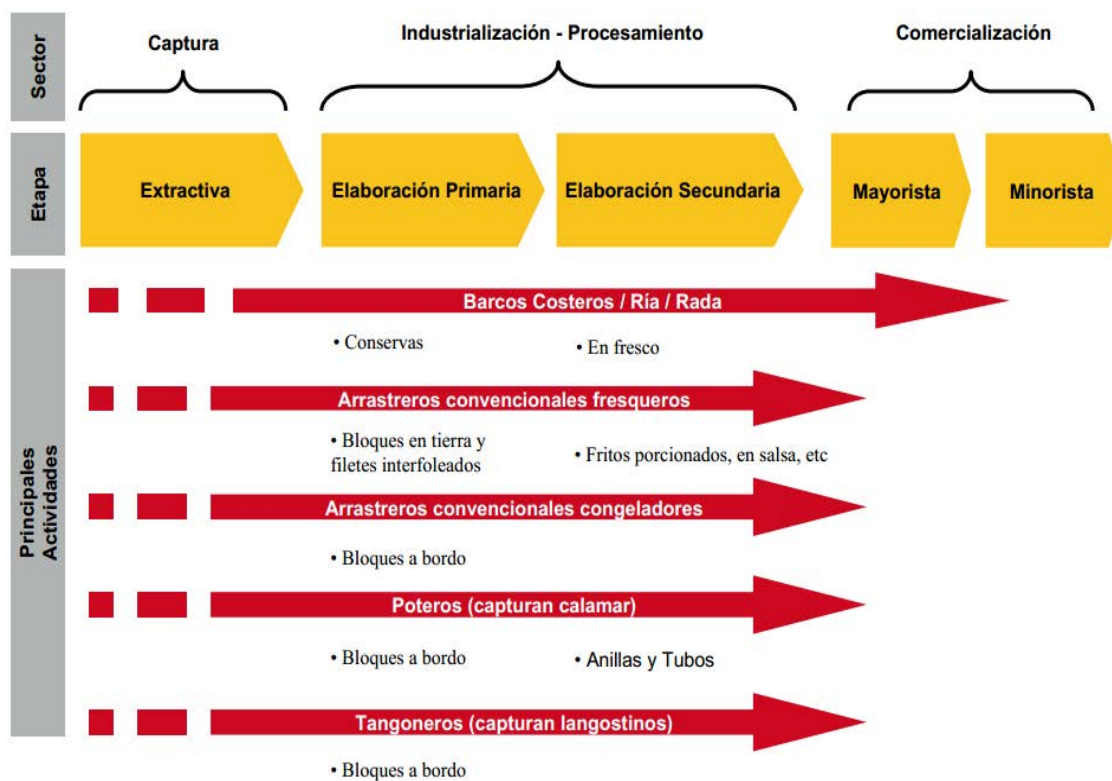 Sector
Captura
Industrialización - Procesamiento
Comercialización
Etapa
Extractiva
Elaboración Primaria
Elaboración Secundaria
Mayorista
Minorista
Principales
Actividades
Barcos Costeros / Ría / Rada
• Conservas
• En fresco
Arrastreros convencionales fresqueros
• Bloques en tierra y
filetes interfoleados
• Fritos porcionados, en salsa, etc
Arrastreros convencionales congeladores
• Bloques a bordo
Poteros (capturan calamar)
• Bloques a bordo
• Anillas y Tubos
Tangoneros (capturan langostinos)
• Bloques a bordo